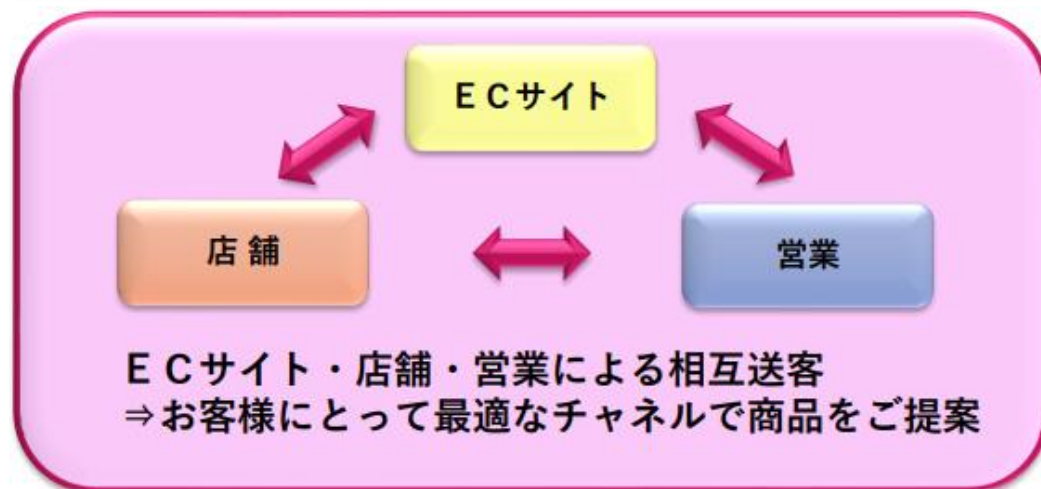 ＥＣサイト
店 舗
営業
ＥＣサイト・店舗・営業による相互送客
⇒お客様にとって最適なチャネルで商品をご提案